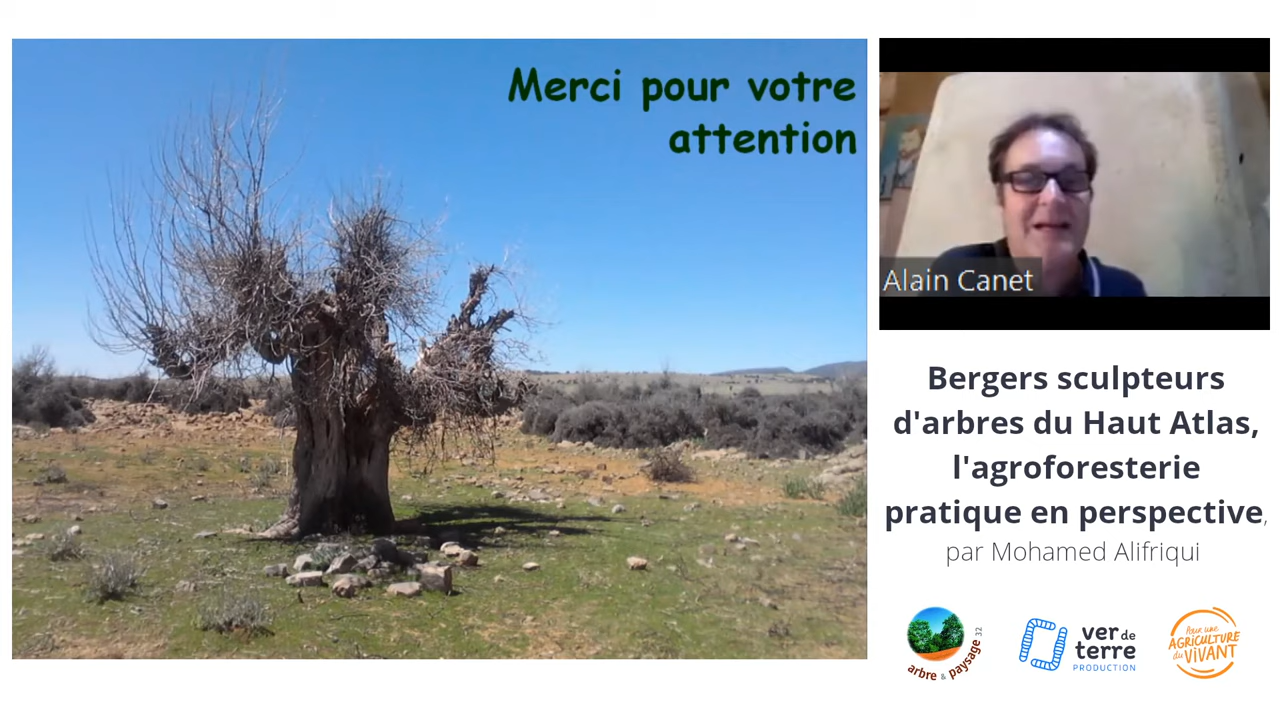 Merci pour votre
attention
Alain Canet
Bergers sculpteurs
d'arbres du Haut Atlas,
l'agroforesterie
pratique en perspective,
par Mohamed Alifriqui
arbre & paysage 32
ver de
terre
PRODUCTION
Pour une
AGRICULTURE
du VIVANT